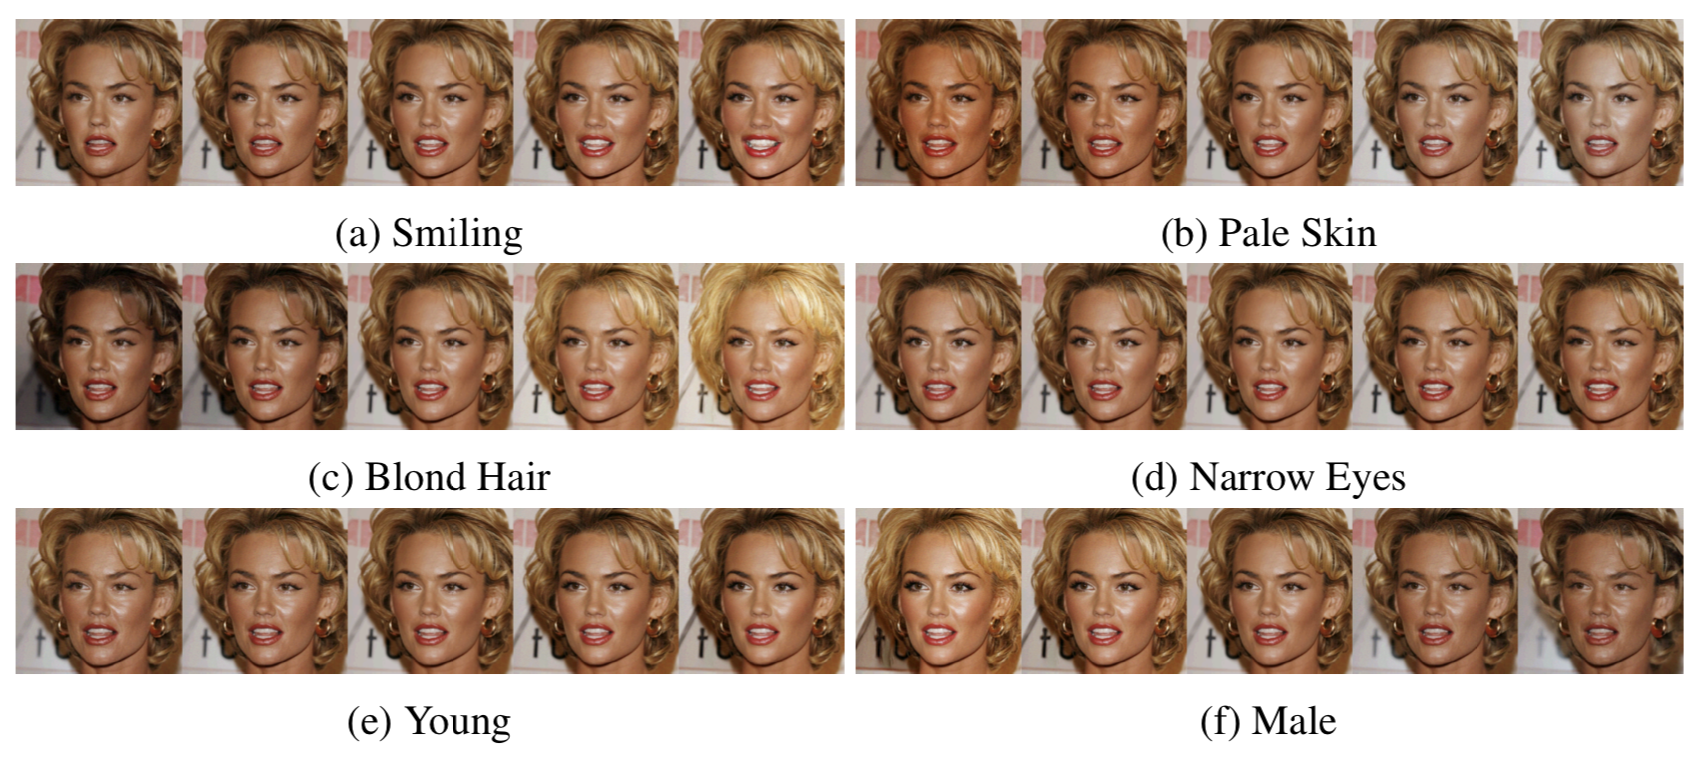 (a) Smiling
(b) Pale Skin
(c) Blond Hair
(d) Narrow Eyes
(e) Young
(f) Male